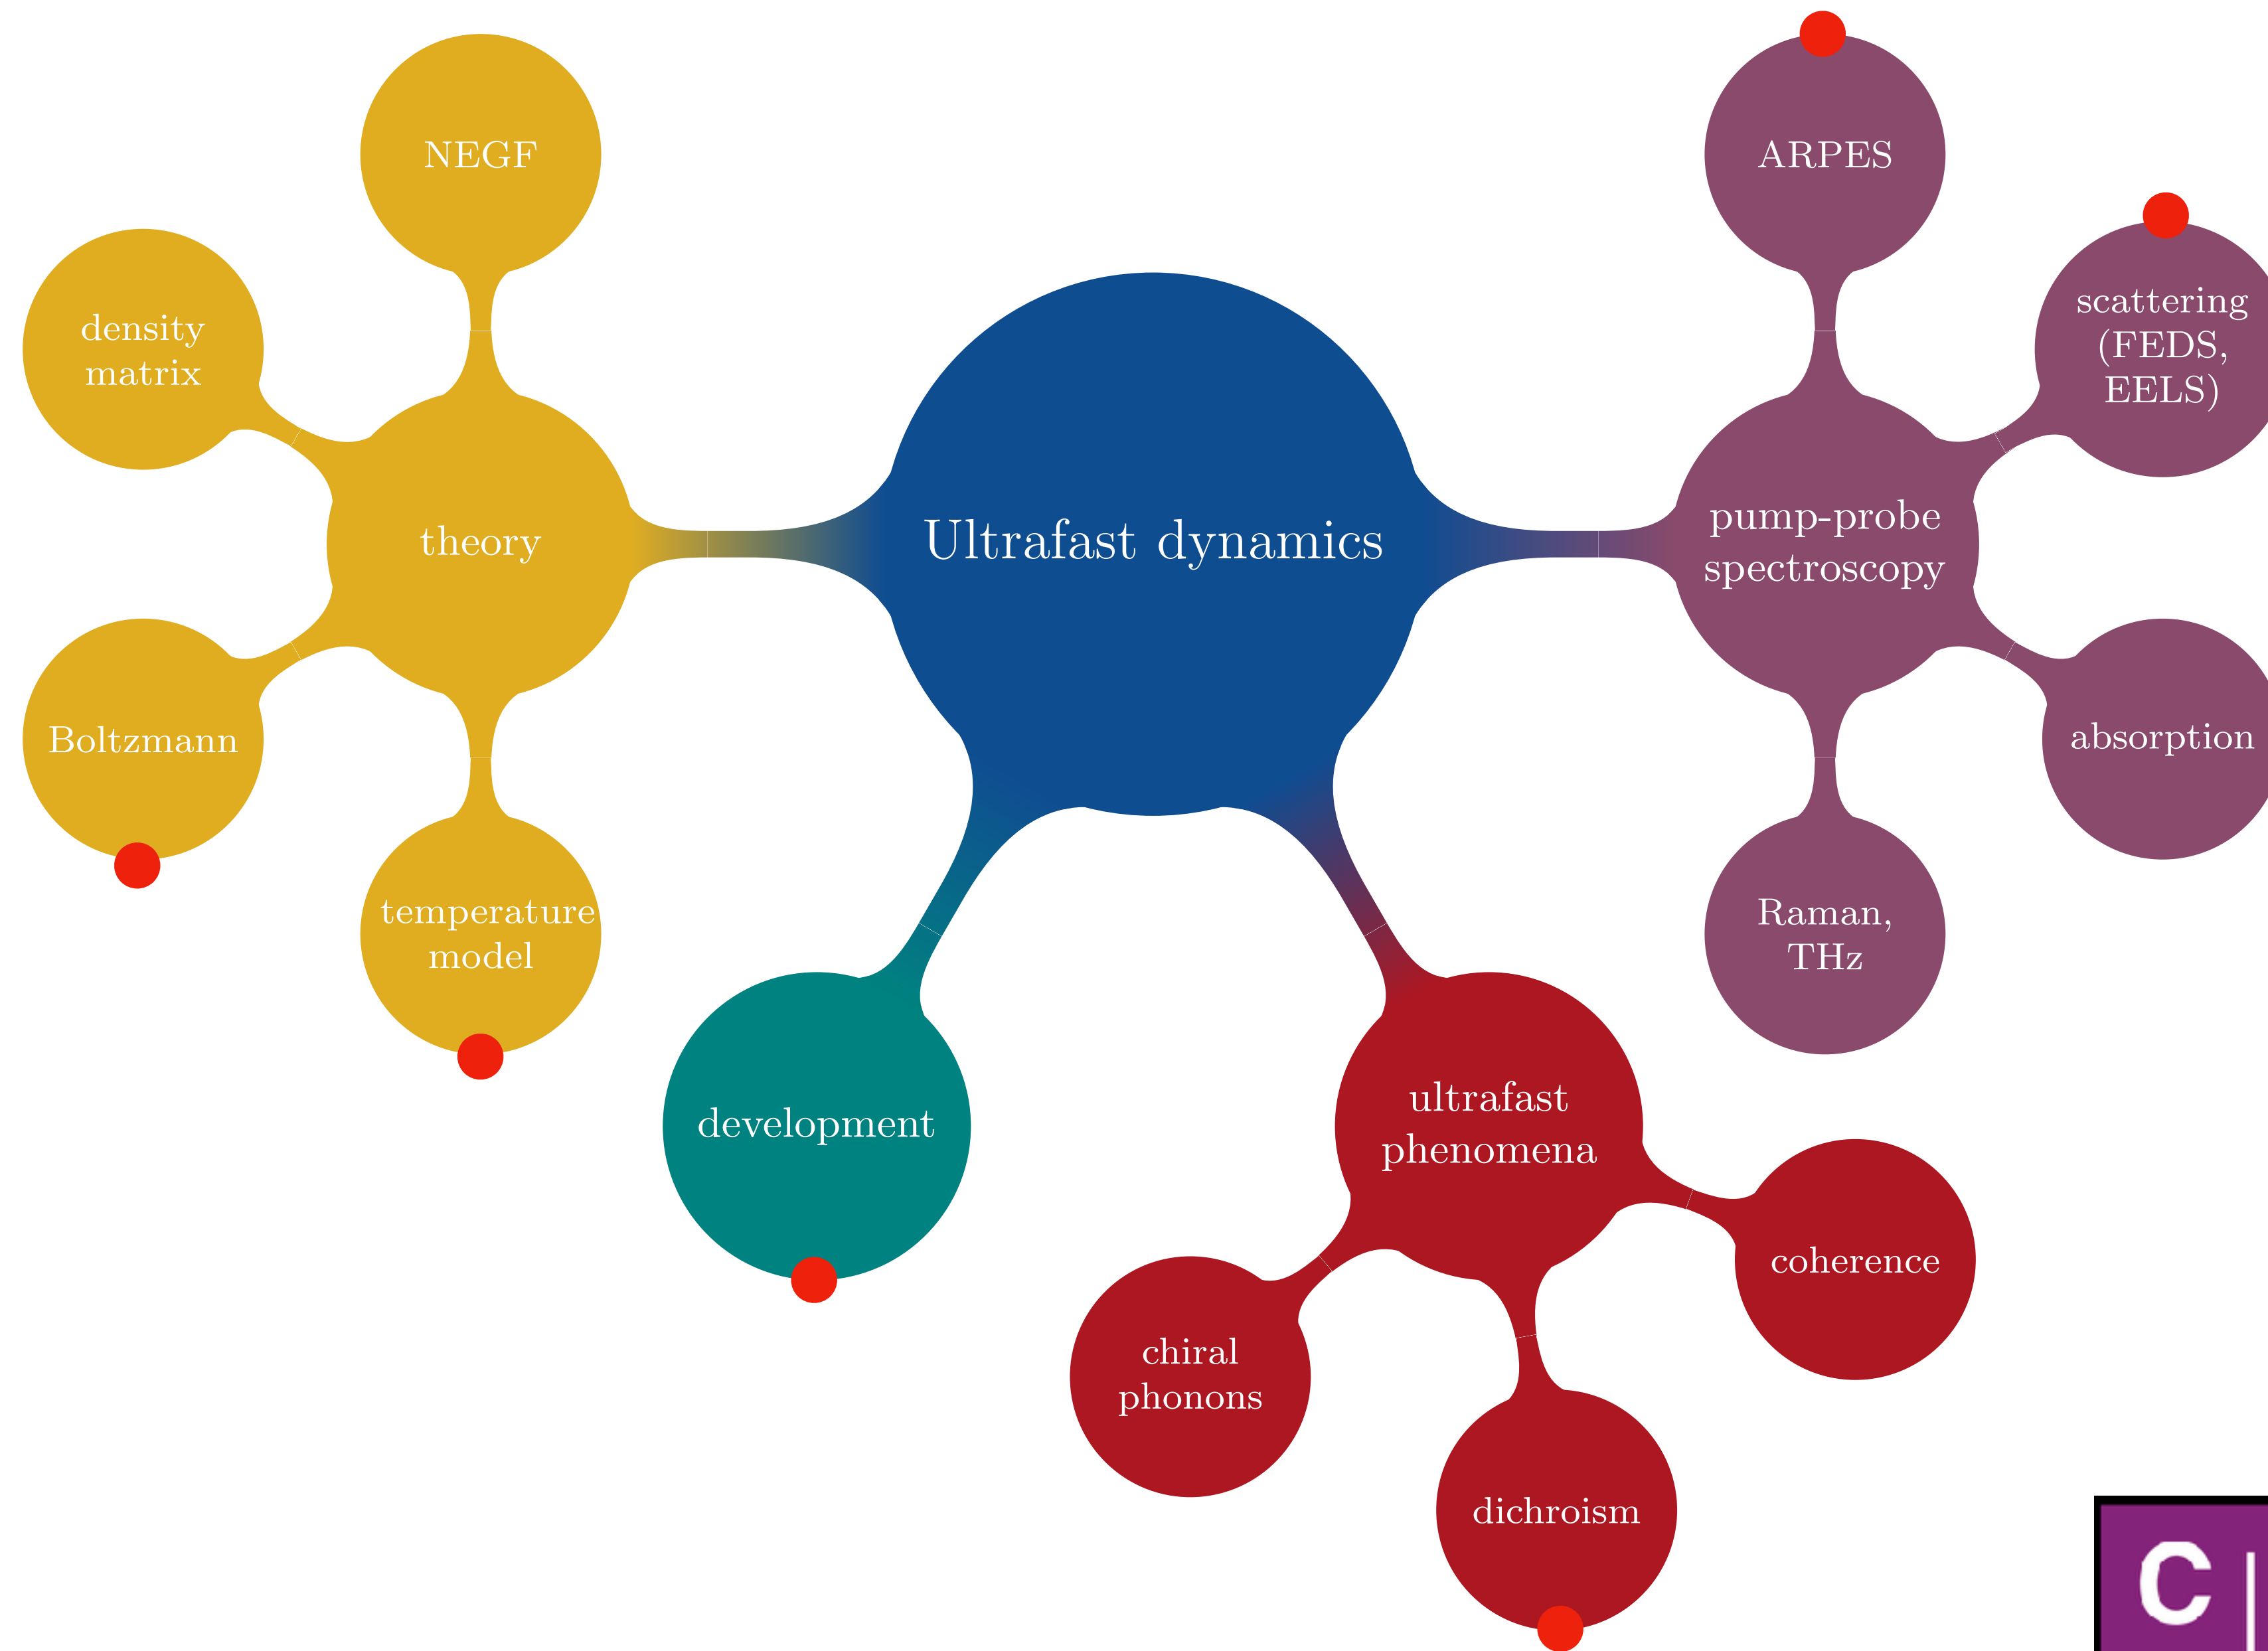 NEGF
density
matrix
theory
Boltzmann
temperature
model
Ultrafast dynamics
development
ARPES
scattering
(FEDS,
EELS)
pump-probe
spectroscopy
absorption
Raman,
THz
ultrafast
phenomena
coherence
chiral
phonons
dichroism
C